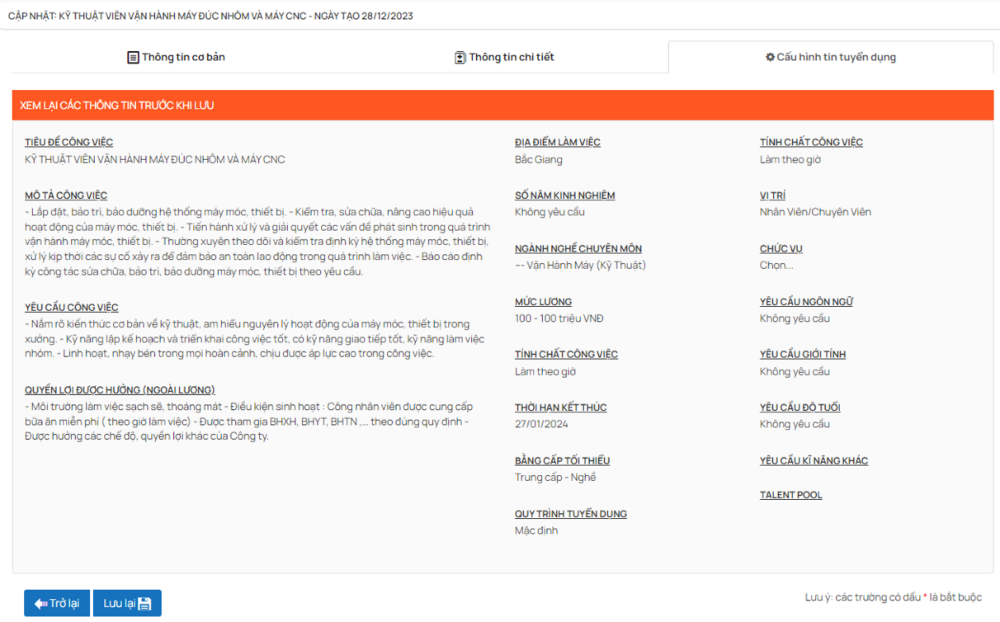 CẬP NHẬT: KỸ THUẬT VIÊN VẬN HÀNH MÁY ĐÚC NHÔM VÀ MÁY CNC - NGÀY TẠO 28/12/2023
Thông tin cơ bản
Thông tin chi tiết
Cấu hình tin tuyển dụng
XEM LẠI CÁC THÔNG TIN TRƯỚC KHI LƯU
TIÊU ĐỀ CÔNG VIỆC
KỸ THUẬT VIÊN VẬN HÀNH MÁY ĐÚC NHÔM VÀ MÁY CNC
MÔ TẢ CÔNG VIỆC
- Lắp đặt, bảo trì, bảo dưỡng hệ thống máy móc, thiết bị. - Kiểm tra, sửa chữa, nâng cao hiệu quả
hoạt động của máy móc, thiết bị. - Tiến hành xử lý và giải quyết các vấn đề phát sinh trong quá trình
vận hành máy móc, thiết bị. - Thường xuyên theo dõi và kiểm tra định kỳ hệ thống máy móc, thiết bị,
xử lý kịp thời các sự cố xảy ra để đảm bảo an toàn lao động trong quá trình làm việc. - Báo cáo định
kỳ công tác sửa chữa, bảo trì, bảo dưỡng máy móc, thiết bị theo yêu cầu.
YÊU CẦU CÔNG VIỆC
- Nắm rõ kiến thức cơ bản về kỹ thuật, am hiểu nguyên lý hoạt động của máy móc, thiết bị trong
xưởng. - Kỹ năng lập kế hoạch và triển khai công việc tốt, có kỹ năng giao tiếp tốt, kỹ năng làm việc
nhóm. - Linh hoạt, nhạy bén trong mọi hoàn cảnh, chịu được áp lực cao trong công việc.
QUYỀN LỢI ĐƯỢC HƯỞNG (NGOÀI LƯƠNG)
- Môi trường làm việc sạch sẽ, thoáng mát - Điều kiện sinh hoạt : Công nhân viên được cung cấp
bữa ăn miễn phí ( theo giờ làm việc) - Được tham gia BHXH, BHYT, BHTN ,... theo đúng quy định -
Được hưởng các chế độ, quyền lợi khác của Công ty.
ĐỊA ĐIỂM LÀM VIỆC
Bắc Giang
SỐ NĂM KINH NGHIỆM
Không yêu cầu
NGÀNH NGHỀ CHUYÊN MÔN
--- Vận Hành Máy (Kỹ Thuật)
MỨC LƯƠNG
100 - 100 triệu VNĐ
TÍNH CHẤT CÔNG VIỆC
Làm theo giờ
THỜI HẠN KẾT THÚC
27/01/2024
BẰNG CẤP TỐI THIỂU
Trung cấp - Nghề
QUY TRÌNH TUYỂN DỤNG
Mặc định
TÍNH CHẤT CÔNG VIỆC
Làm theo giờ
VỊ TRÍ
Nhân Viên/Chuyên Viên
CHỨC VỤ
Chọn...
YÊU CẦU NGÔN NGỮ
Không yêu cầu
YÊU CẦU GIỚI TÍNH
Không yêu cầu
YÊU CẦU ĐỘ TUỔI
Không yêu cầu
YÊU CẦU KĨ NĂNG KHÁC
TALENT POOL
Trở lại
Lưu lại
Lưu ý: các trường có dấu * là bắt buộc